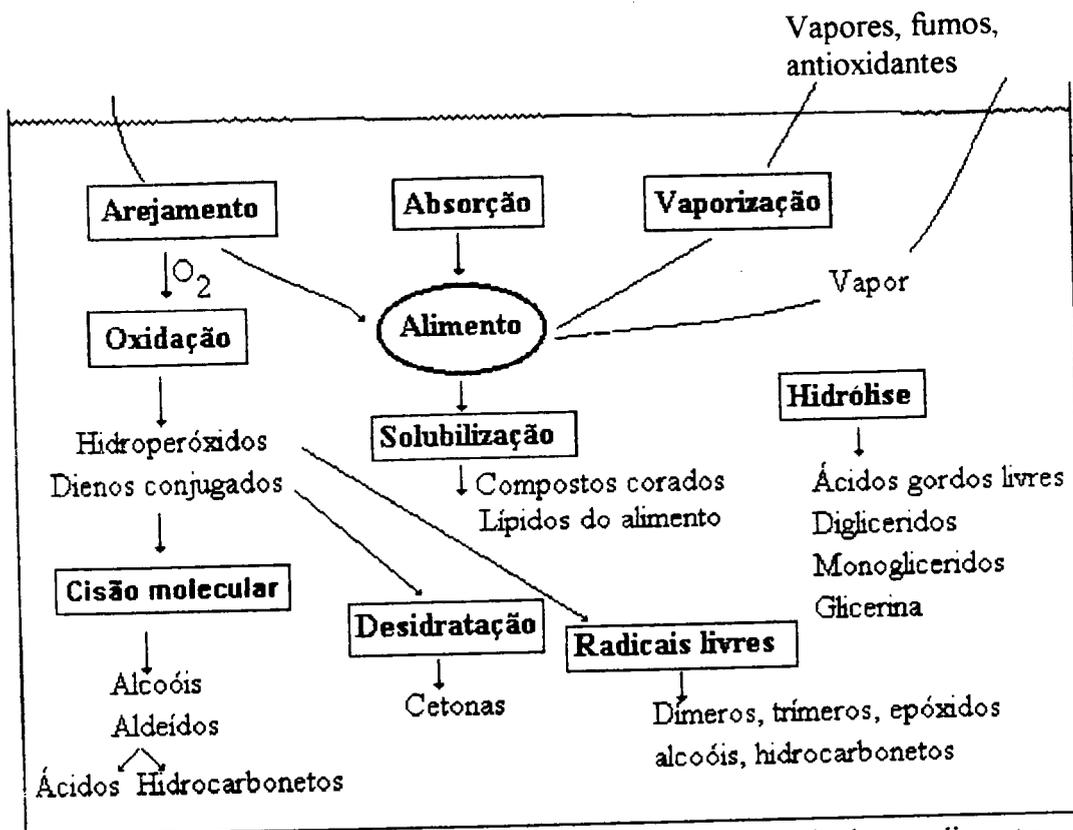 Vapores, fumos,
antioxidantes
Arejamento
Absorção
Vaporização
O2
Vapor
Oxidação
Alimento
Hidrólise
Hidroperóxidos
Dienos conjugados
Solubilização
Compostos corados
Lípidos do alimento
Ácidos gordos livres
Digliceridos
Monogliceridos
Glicerina
Cisão molecular
Desidratação
Radicais livres
Alcoóis
Aldeídos
Ácidos Hidrocarbonetos
Cetonas
Dímeros, trímeros, epóxidos
alcoóis, hidrocarbonetos